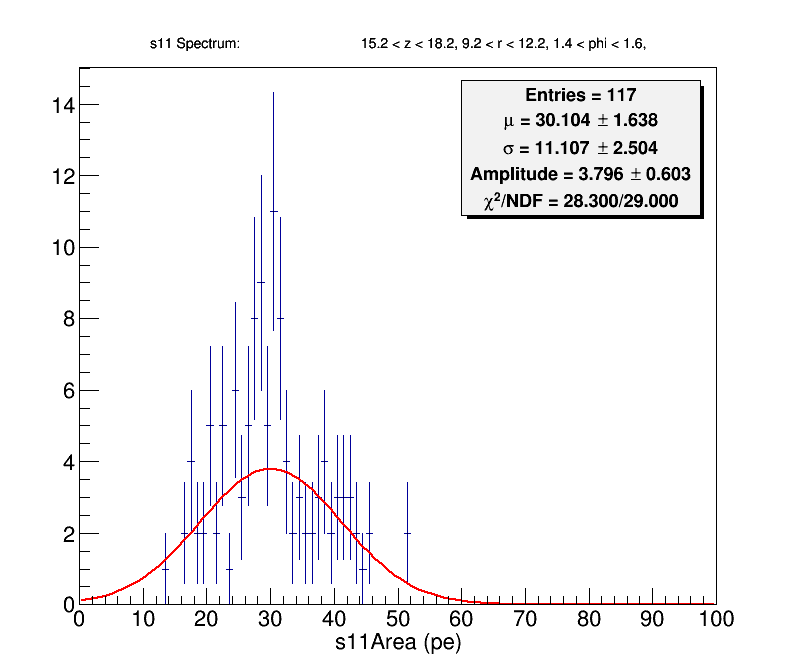 s11 Spectrum: 15.2 < z < 18.2, 9.2 < r < 12.2, 1.4 < phi < 1.6,
Entries = 117
μ = 30.104 ± 1.638
σ = 11.107 ± 2.504
Amplitude = 3.796 ± 0.603
χ²/NDF = 28.300/29.000
14
12
10
8
6
4
2
0
0 10 20 30 40 50 60 70 80 90 100
s11Area (pe)